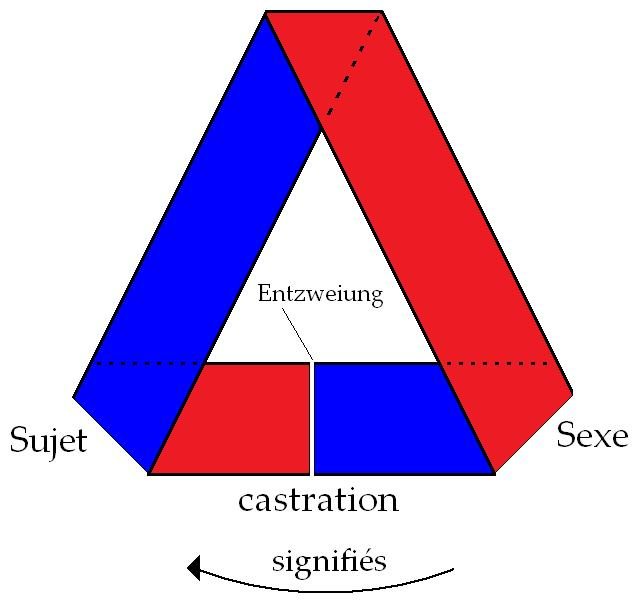 Entzweiung
Sujet
Sexe
castration
signifiés